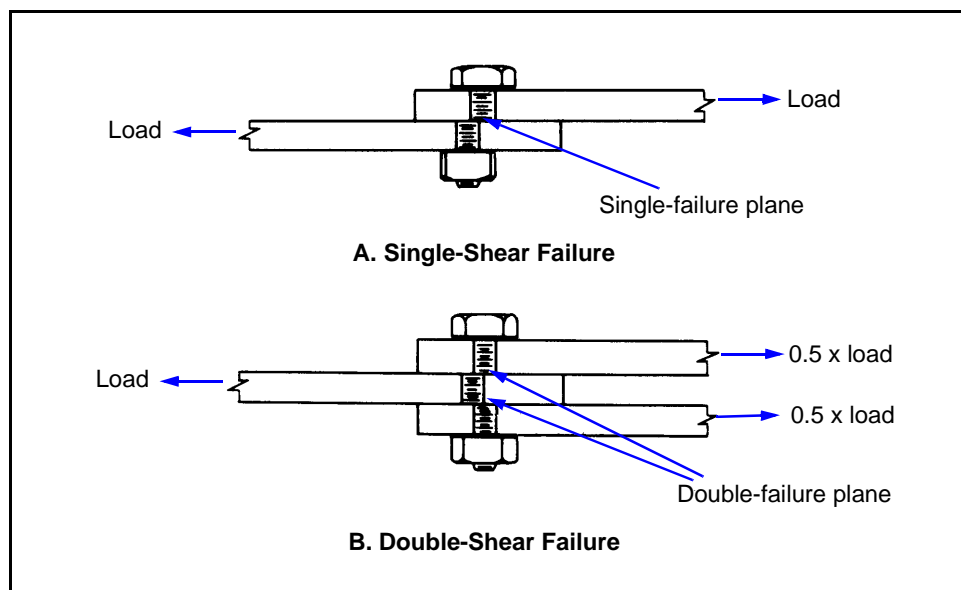 Load
Load
Single-failure plane
A. Single-Shear Failure
0.5 x load
Load
0.5 x load
Double-failure plane
B. Double-Shear Failure